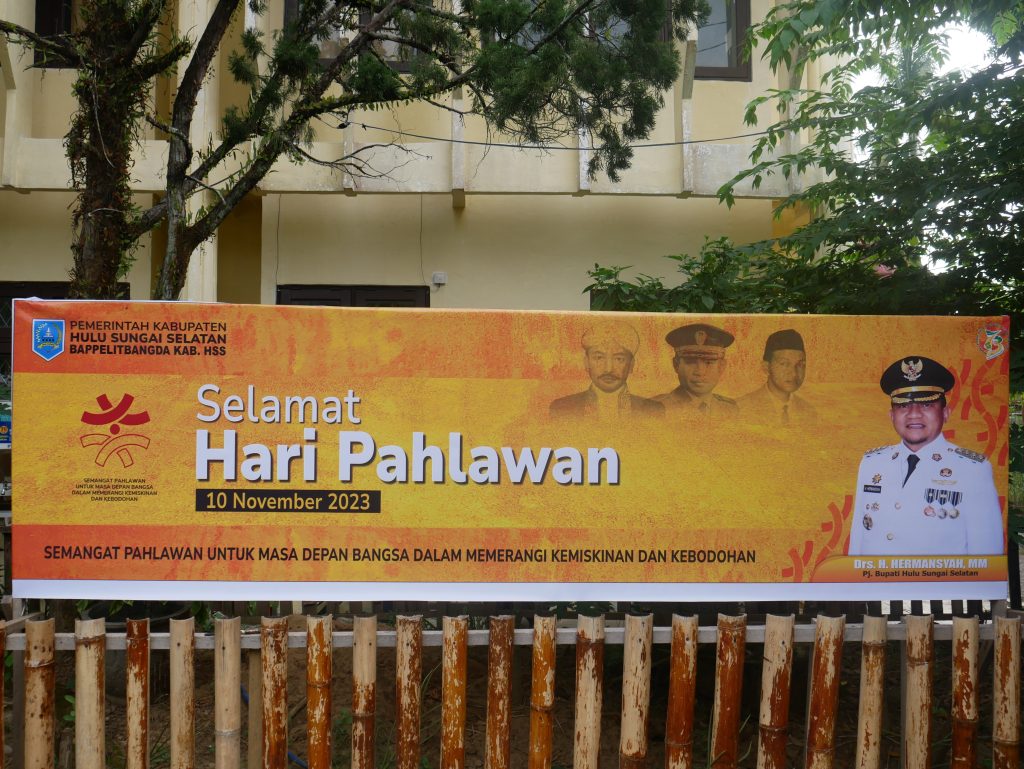 PEMERINTAH KABUPATEN
HULU SUNGAI SELATAN
BAPPELITBANGDA KAB. HSS
Selamat
Hari Pahlawan
10 November 2023
SEMANGAT PAHLAWAN
UNTUK MASA DEPAN BANGSA
DALAM MEMERANGI KEMISKINAN
DAN KEBODOHAN
SEMANGAT PAHLAWAN UNTUK MASA DEPAN BANGSA DALAM MEMERANGI KEMISKINAN DAN KEBODOHAN
Drs. H. HERMANSYAH, MM
Pj. Bupati Hulu Sungai Selatan